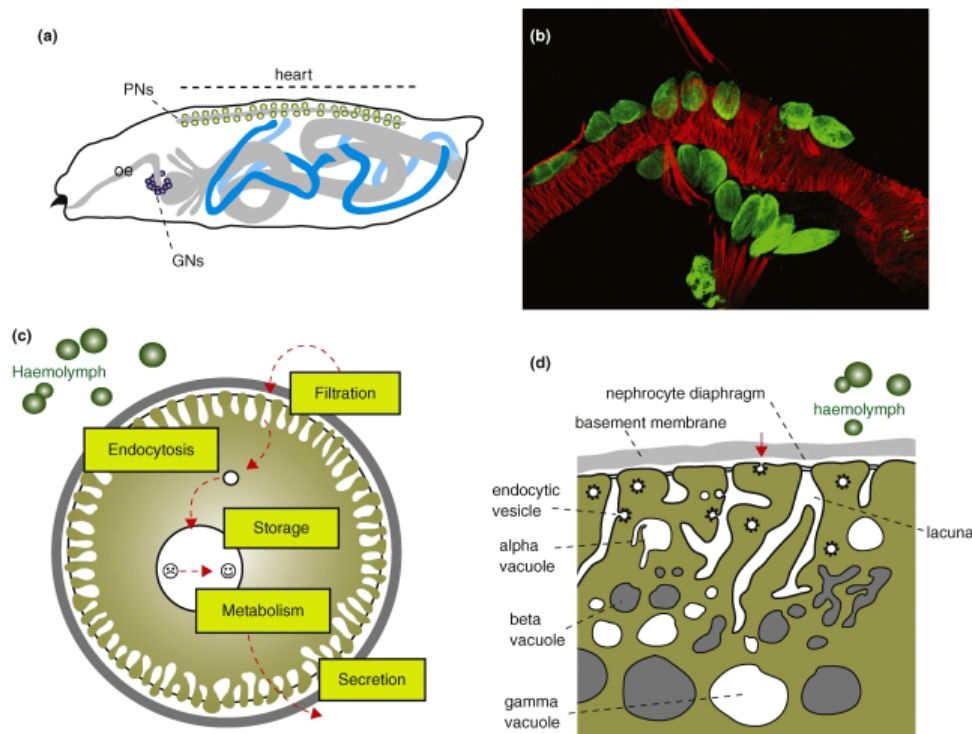 (a)
heart
PNs
oe
GNs
(b)
(c)
Haemolymph
Filtration
Endocytosis
Storage
Metabolism
Secretion
(d)
nephrocyte diaphragm
haemolymph
basement membrane
endocytic
vesicle
lacuna
alpha
vacuole
beta
vacuole
gamma
vacuole